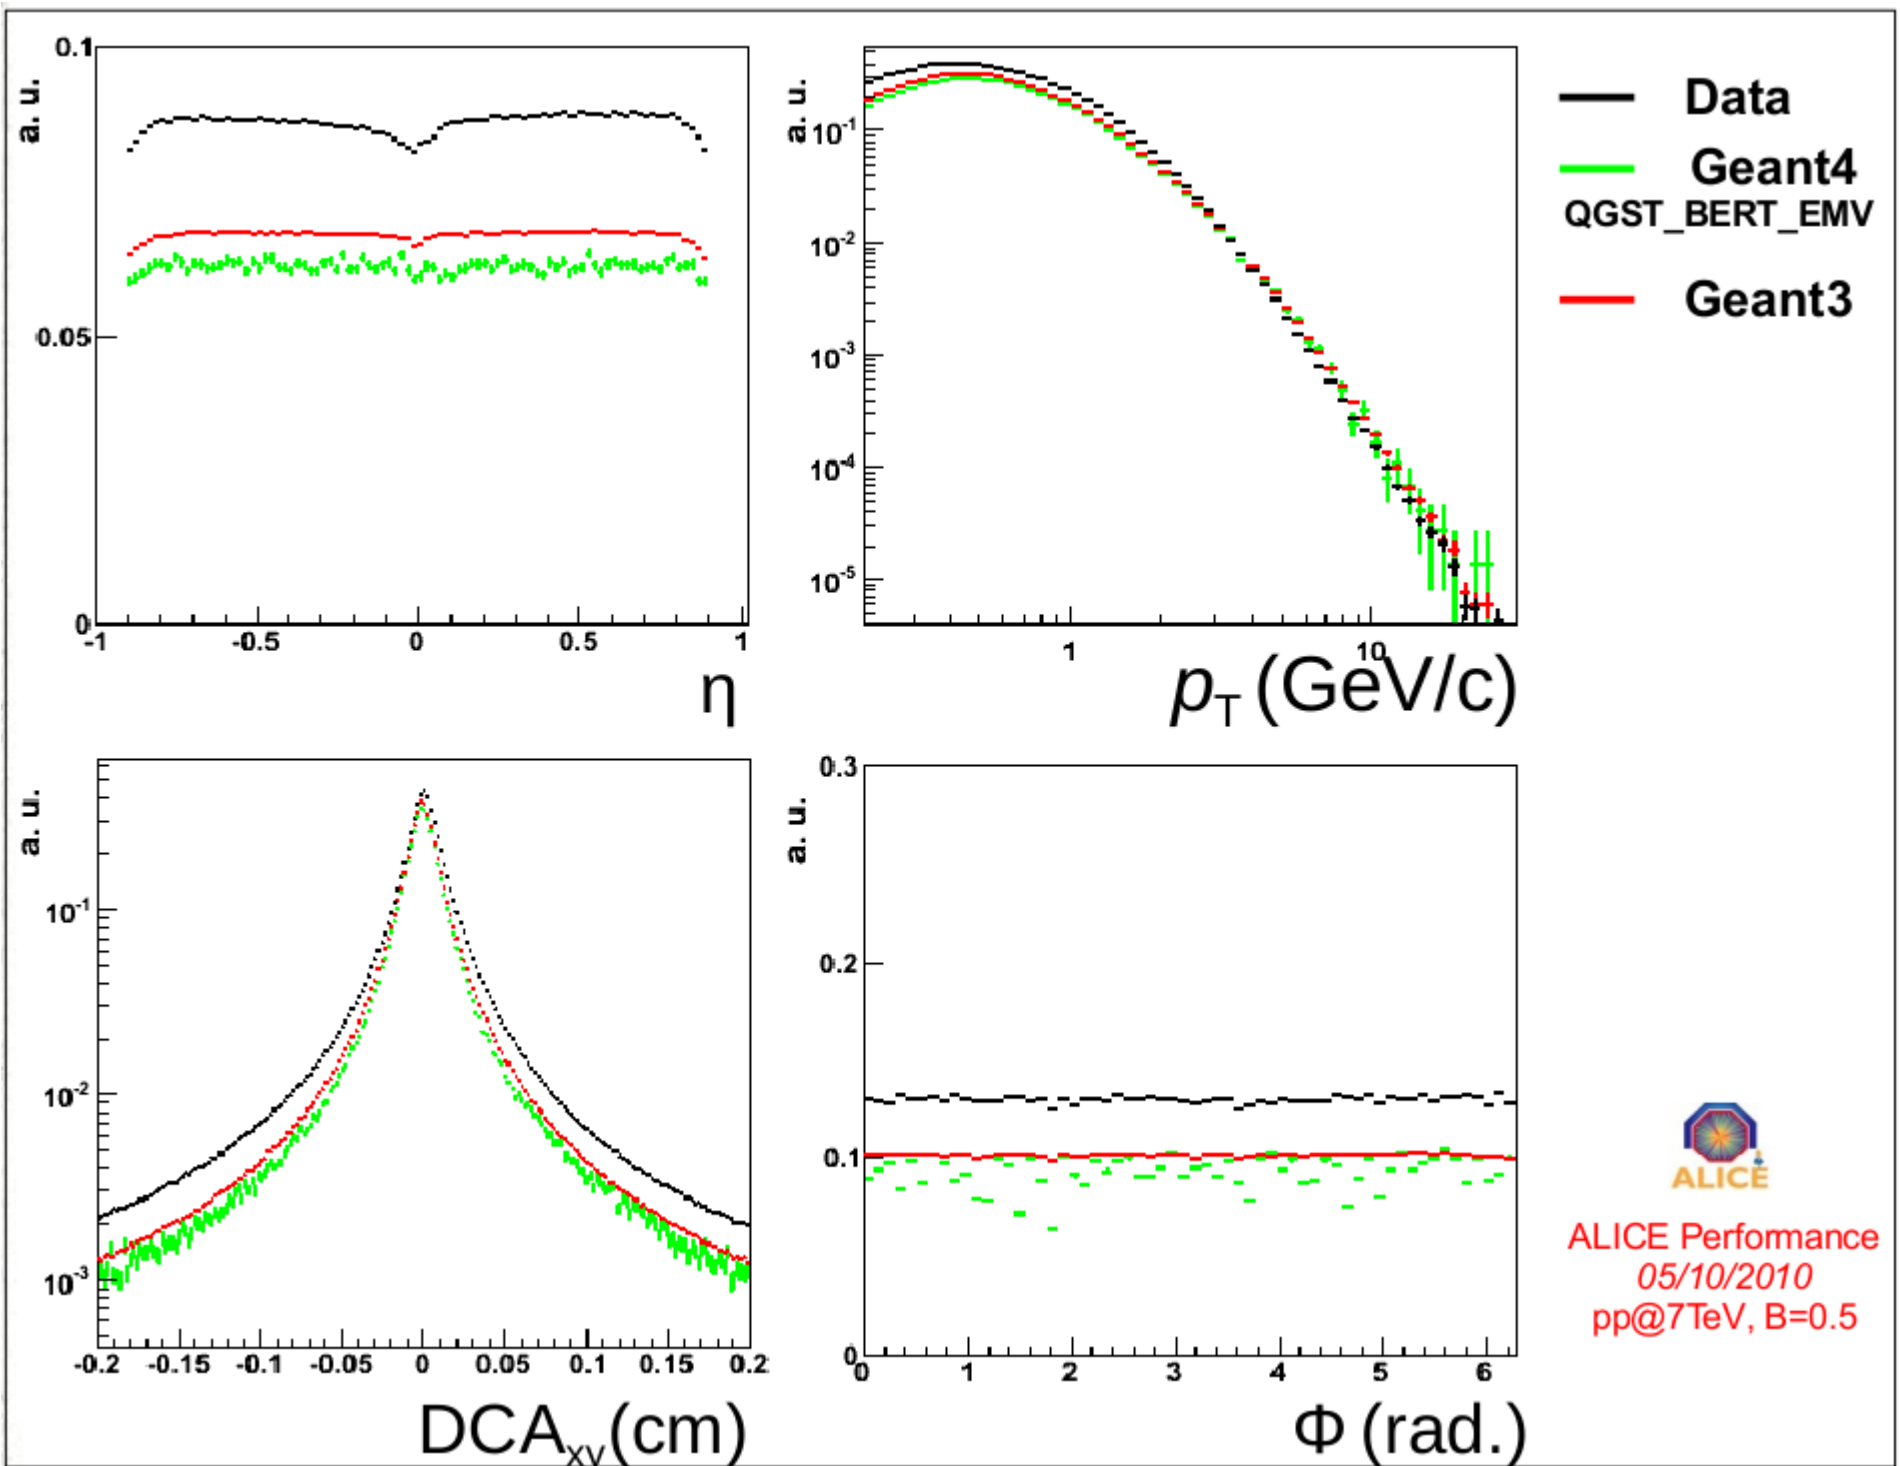 a. u.
0.1
0.05
0
-1
-0.5
0
0.5
1
η
a. u.
10-1
10-2
10-3
10-4
10-5
1
10
pT (GeV/c)
Data
Geant4
QGST_BERT_EMV
Geant3
a. u.
10-1
10-2
10-3
-0.2
-0.15
-0.1
-0.05
0
0.05
0.1
0.15
0.2
DCAxy(cm)
a. u.
0.3
0.2
0.1
0
0
1
2
3
4
5
6
Φ (rad.)
ALICE
ALICE Performance
05/10/2010
pp@7TeV, B=0.5